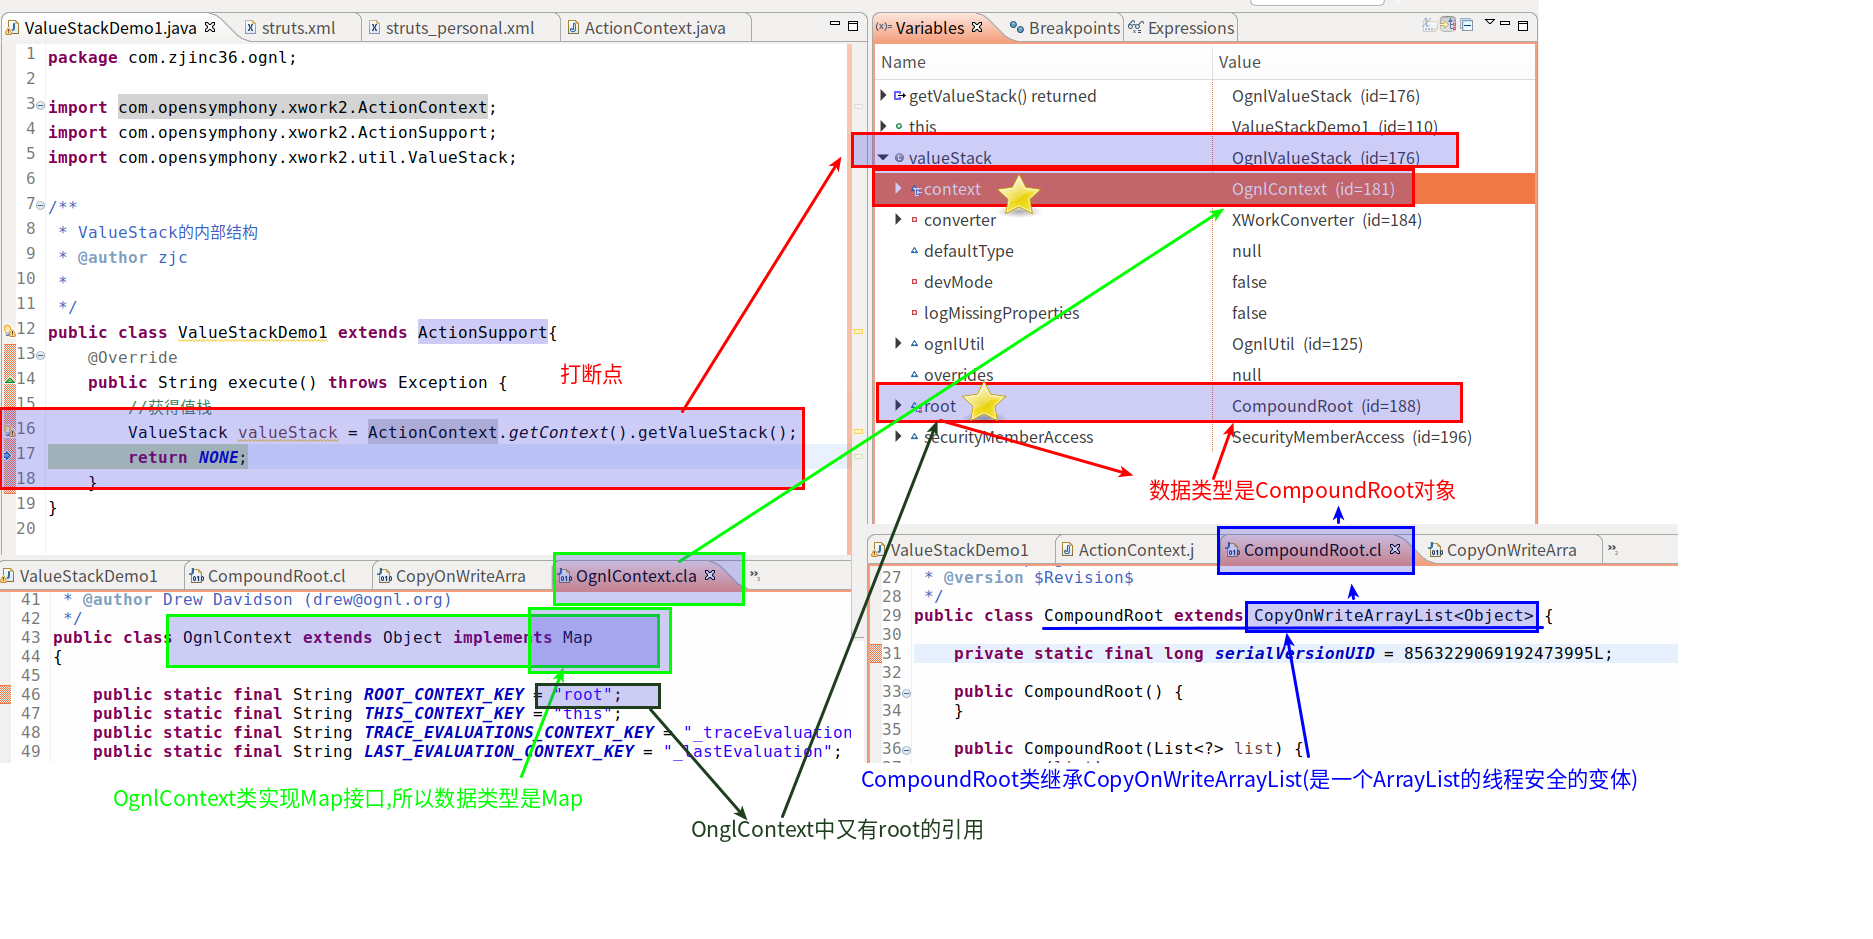 ValueStackDemo1.java
struts.xml
struts_personal.xml
ActionContext.java
1 package com.zjinc36.ognl;
2
3 import com.opensymphony.xwork2.ActionContext;
4 import com.opensymphony.xwork2.ActionSupport;
5 import com.opensymphony.xwork2.util.ValueStack;
6
7 /**
8 * ValueStack的内部结构
9 * @author zjc
10 *
11 */
12 public class ValueStackDemo1 extends ActionSupport{
13 @Override
14 public String execute() throws Exception {
打断点
15 //获得值栈
16 ValueStack valueStack = ActionContext.getContext().getValueStack();
17 return NONE;
18 }
19 }
20
(x)= Variables
Breakpoints
Expressions
Name Value
getValueStack() returned OgnlValueStack (id=176)
this ValueStackDemo1 (id=110)
valueStack OgnlValueStack (id=176)
context OgnlContext (id=181)
converter XWorkConverter (id=184)
defaultType null
devMode false
logMissingProperties false
ognlUtil OgnlUtil (id=125)
overrides null
root CompoundRoot (id=188)
securityMemberAccess SecurityMemberAccess (id=196)
数据类型是CompoundRoot对象
ValueStackDemo1
CompoundRoot.cl
CopyOnWriteArra
OgnlContext.cla
41 * @author Drew Davidson (drew@ognl.org)
42 */
43 public class OgnlContext extends Object implements Map
44 {
45
46 public static final String ROOT_CONTEXT_KEY = "root";
47 public static final String THIS_CONTEXT_KEY = "this";
48 public static final String TRACE_EVALUATIONS_CONTEXT_KEY = "_traceEvaluation
49 public static final String LAST_EVALUATION_CONTEXT_KEY = "_lastEvaluation";
OgnlContext类实现Map接口,所以数据类型是Map
OnglContext中又有root的引用
ValueStackDemo1
ActionContext.j
CompoundRoot.cl
CopyOnWriteArra
27 * @version $Revision$
28 */
29 public class CompoundRoot extends CopyOnWriteArrayList<Object> {
30
31 private static final long serialVersionUID = 8563229069192473995L;
32
33 public CompoundRoot() {
34 }
35
36 public CompoundRoot(List<?> list) {
CompoundRoot类继承CopyOnWriteArrayList(是一个ArrayList的线程安全的变体)